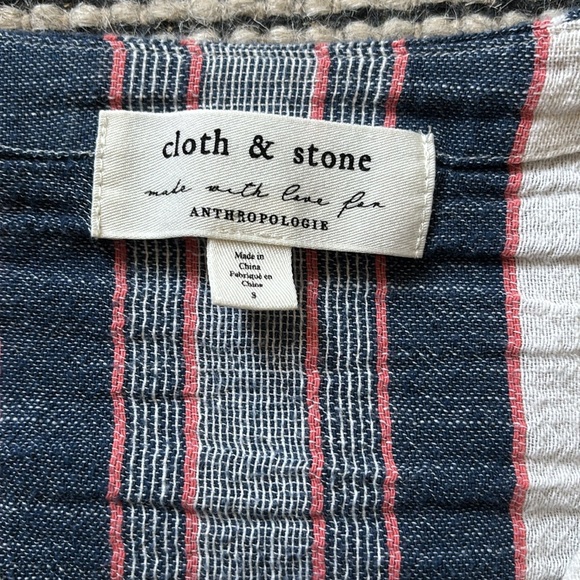 cloth & stone
made with love for
ANTHROPOLOGIE
Made in
China
Fabriqué en
Chine
S